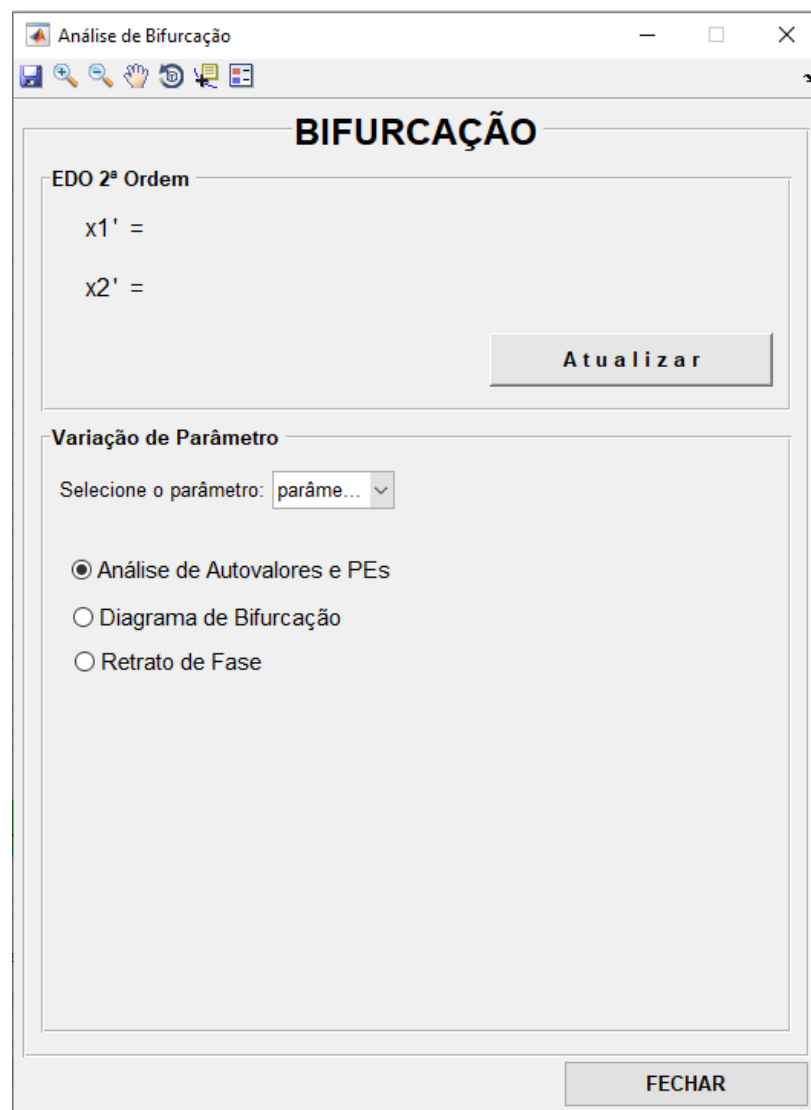 Análise de Bifurcação
BIFURCAÇÃO
EDO 2ª Ordem
x1' =
x2' =
Atualizar
Variação de Parâmetro
Selecione o parâmetro: parâme...
Análise de Autovalores e PEs
Diagrama de Bifurcação
Retrato de Fase
FECHAR